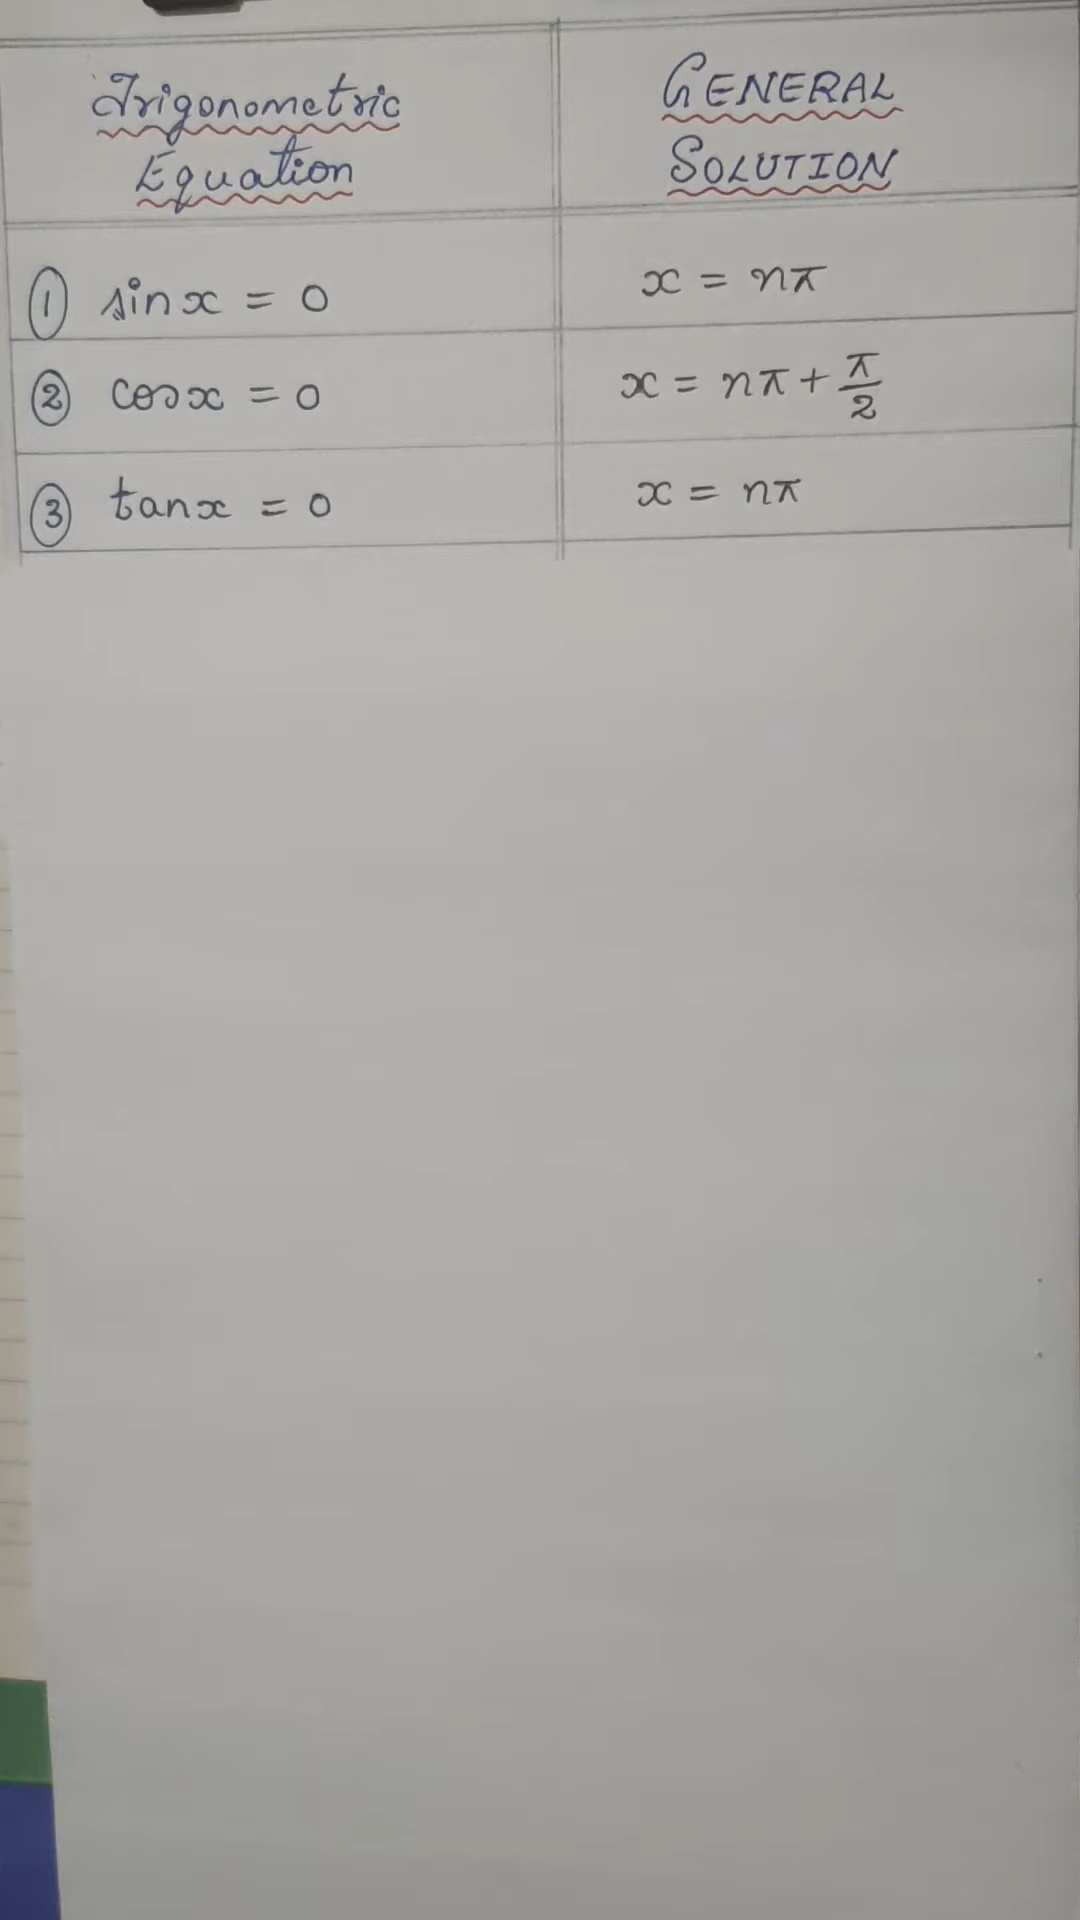 Trigonometric Equation | GENERAL SOLUTION
① sin x = 0 | x = nπ
② cos x = 0 | x = nπ + π/2
③ tan x = 0 | x = nπ